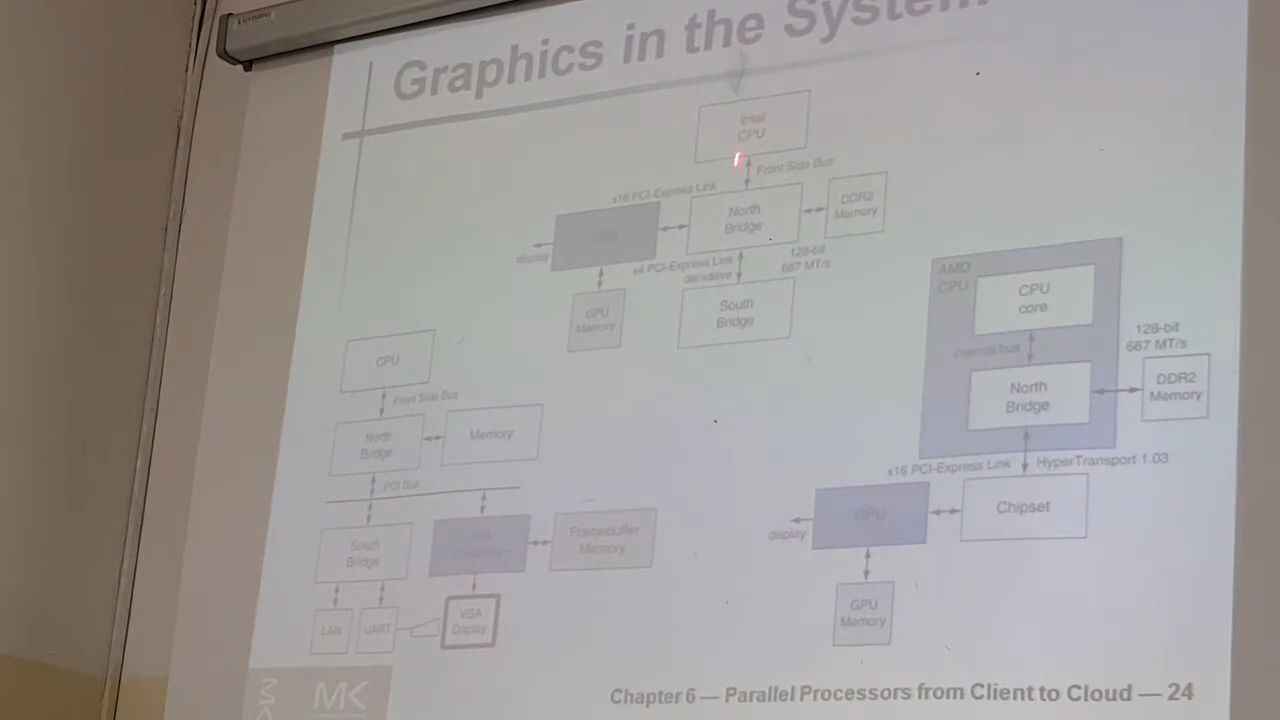 Graphics in the System
Intel
CPU
Front Side Bus
x16 PCI-Express Link
GPU
North
Bridge
DDR2
Memory
display
x4 PCI-Express Link
derivative
128-bit
667 MT/s
GPU
Memory
South
Bridge
CPU
Front Side Bus
North
Bridge
Memory
PCI Bus
South
Bridge
VGA
Framebuffer
Memory
LAN
UART
VGA
Display
AMD
CPU
CPU
core
internal bus
128-bit
667 MT/s
North
Bridge
DDR2
Memory
x16 PCI-Express Link
HyperTransport 1.03
GPU
Chipset
display
GPU
Memory
MK
Chapter 6 — Parallel Processors from Client to Cloud — 24